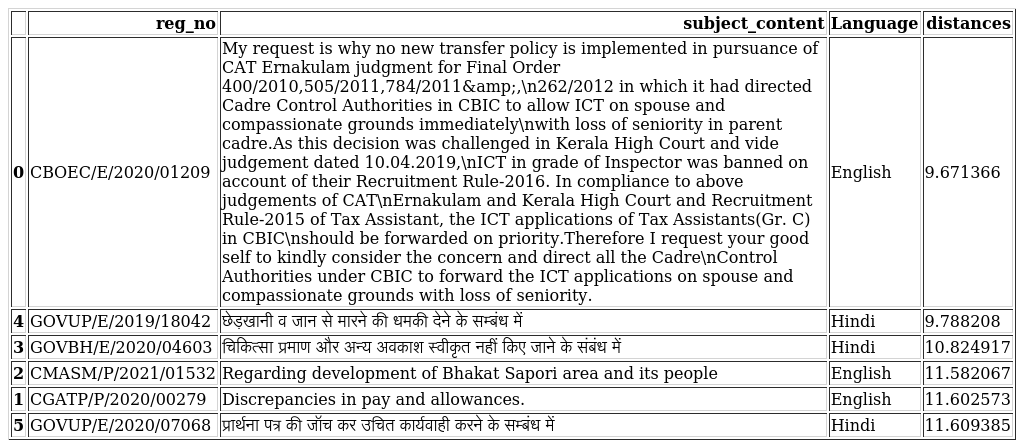 reg_no subject_content Language distances
My request is why no new transfer policy is implemented in pursuance of
CAT Ernakulam judgment for Final Order
400/2010,505/2011,784/2011&amp;,\n262/2012 in which it had directed
Cadre Control Authorities in CBIC to allow ICT on spouse and
compassionate grounds immediately\nwith loss of seniority in parent
cadre.As this decision was challenged in Kerala High Court and vide
judgement dated 10.04.2019,\nICT in grade of Inspector was banned on
0 CBOEC/E/2020/01209 account of their Recruitment Rule-2016. In compliance to above English 9.671366
judgements of CAT\nErnakulam and Kerala High Court and Recruitment
Rule-2015 of Tax Assistant, the ICT applications of Tax Assistants(Gr. C)
in CBIC\nshould be forwarded on priority.Therefore I request your good
self to kindly consider the concern and direct all the Cadre\nControl
Authorities under CBIC to forward the ICT applications on spouse and
compassionate grounds with loss of seniority.
4 GOVUP/E/2019/18042 छेड़खानी व जान से मारने की धमकी देने के सम्बंध में Hindi 9.788208
3 GOVBH/E/2020/04603 चिकित्सा प्रमाण और अन्य अवकाश स्वीकृत नहीं किए जाने के संबंध में Hindi 10.824917
2 CMASM/P/2021/01532 Regarding development of Bhakat Sapori area and its people English 11.582067
1 CGATP/P/2020/00279 Discrepancies in pay and allowances. English 11.602573
5 GOVUP/E/2020/07068 प्रार्थना पत्र की जॉच कर उचित कार्यवाही करने के सम्बंध में Hindi 11.609385